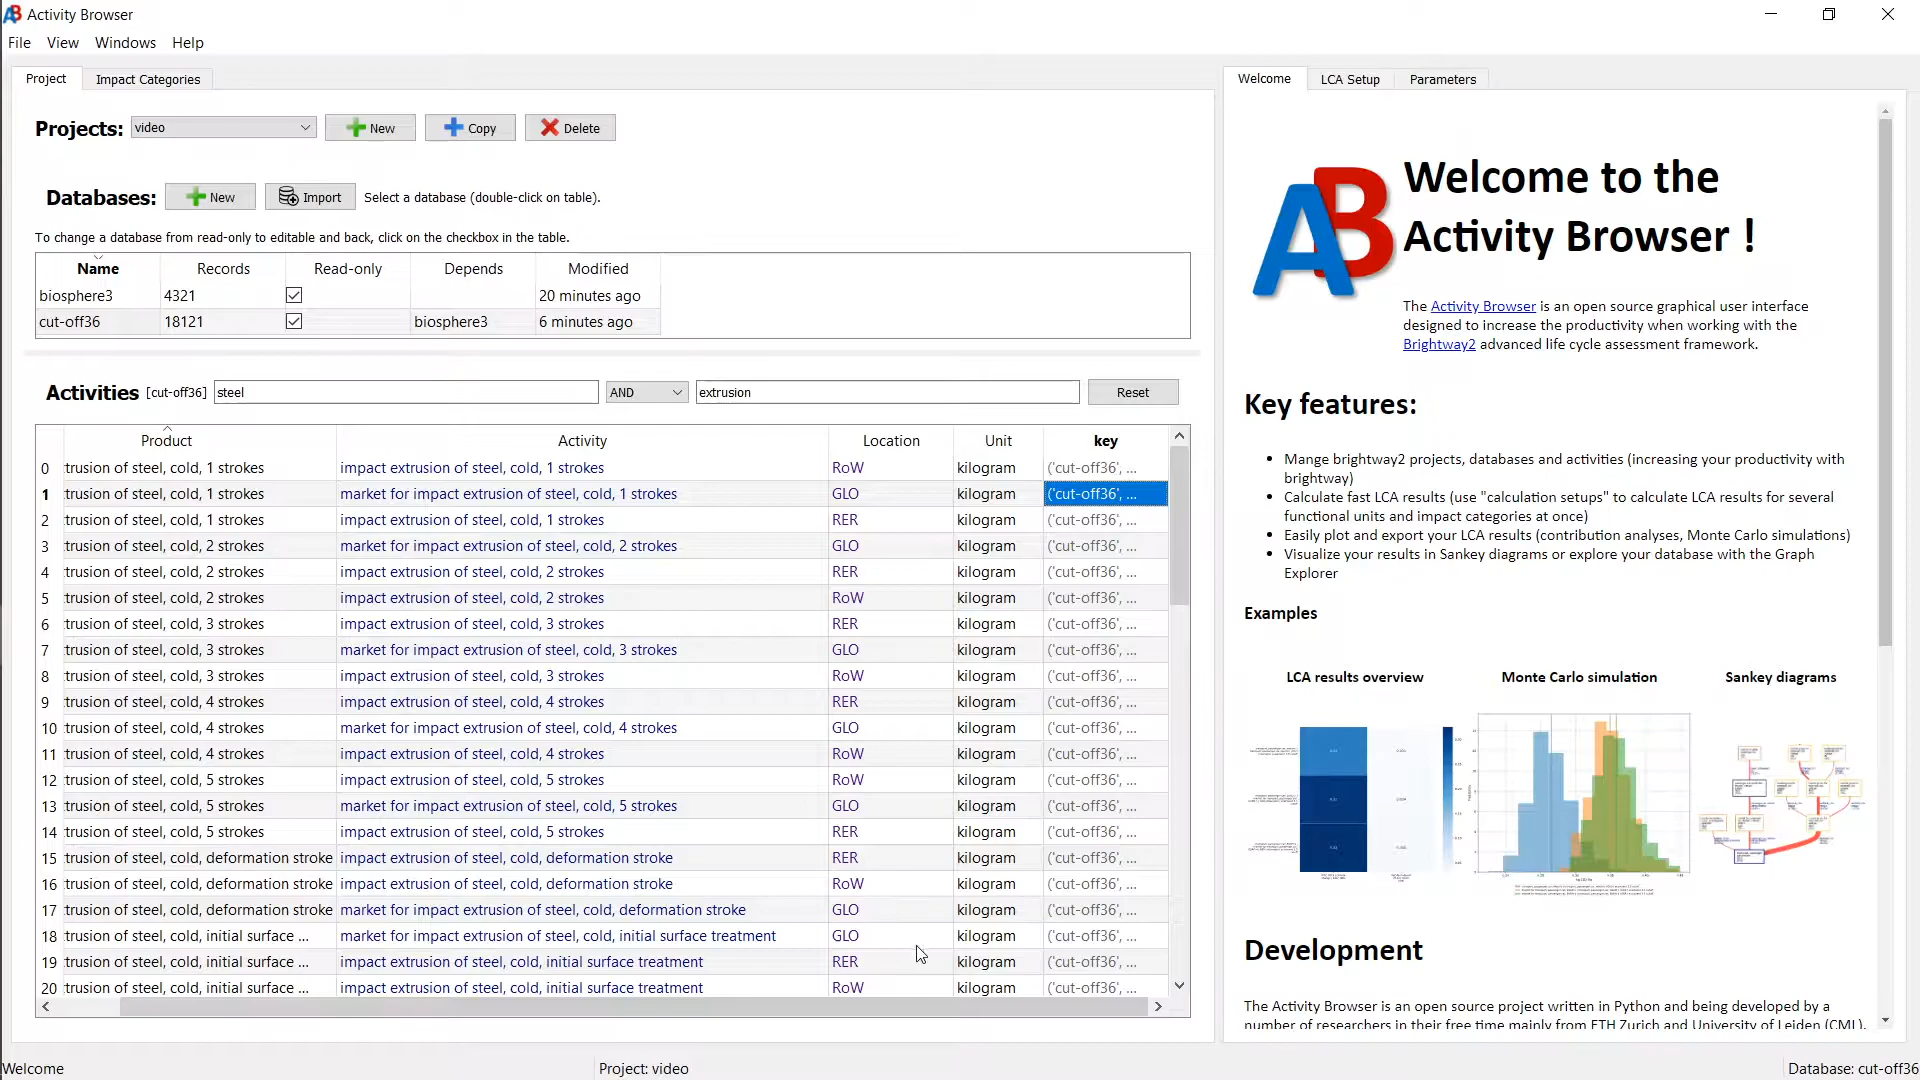 Activity Browser
File View Windows Help
Project Impact Categories
Projects: video New Copy Delete
Databases: New Import Select a database (double-click on table).
To change a database from read-only to editable and back, click on the checkbox in the table.
Name Records Read-only Depends Modified
biosphere3 4321 20 minutes ago
cut-off36 18121 biosphere3 6 minutes ago
Activities [cut-off36] steel AND extrusion Reset
Product Activity Location Unit key
0 trusion of steel, cold, 1 strokes impact extrusion of steel, cold, 1 strokes RoW kilogram ('cut-off36', ...
1 trusion of steel, cold, 1 strokes market for impact extrusion of steel, cold, 1 strokes GLO kilogram ('cut-off36', ...
2 trusion of steel, cold, 1 strokes impact extrusion of steel, cold, 1 strokes RER kilogram ('cut-off36', ...
3 trusion of steel, cold, 2 strokes market for impact extrusion of steel, cold, 2 strokes GLO kilogram ('cut-off36', ...
4 trusion of steel, cold, 2 strokes impact extrusion of steel, cold, 2 strokes RER kilogram ('cut-off36', ...
5 trusion of steel, cold, 2 strokes impact extrusion of steel, cold, 2 strokes RoW kilogram ('cut-off36', ...
6 trusion of steel, cold, 3 strokes impact extrusion of steel, cold, 3 strokes RER kilogram ('cut-off36', ...
7 trusion of steel, cold, 3 strokes market for impact extrusion of steel, cold, 3 strokes GLO kilogram ('cut-off36', ...
8 trusion of steel, cold, 3 strokes impact extrusion of steel, cold, 3 strokes RoW kilogram ('cut-off36', ...
9 trusion of steel, cold, 4 strokes impact extrusion of steel, cold, 4 strokes RER kilogram ('cut-off36', ...
10 trusion of steel, cold, 4 strokes market for impact extrusion of steel, cold, 4 strokes GLO kilogram ('cut-off36', ...
11 trusion of steel, cold, 4 strokes impact extrusion of steel, cold, 4 strokes RoW kilogram ('cut-off36', ...
12 trusion of steel, cold, 5 strokes impact extrusion of steel, cold, 5 strokes RoW kilogram ('cut-off36', ...
13 trusion of steel, cold, 5 strokes market for impact extrusion of steel, cold, 5 strokes GLO kilogram ('cut-off36', ...
14 trusion of steel, cold, 5 strokes impact extrusion of steel, cold, 5 strokes RER kilogram ('cut-off36', ...
15 trusion of steel, cold, deformation stroke impact extrusion of steel, cold, deformation stroke RER kilogram ('cut-off36', ...
16 trusion of steel, cold, deformation stroke impact extrusion of steel, cold, deformation stroke RoW kilogram ('cut-off36', ...
17 trusion of steel, cold, deformation stroke market for impact extrusion of steel, cold, deformation stroke GLO kilogram ('cut-off36', ...
18 trusion of steel, cold, initial surface ... market for impact extrusion of steel, cold, initial surface treatment GLO kilogram ('cut-off36', ...
19 trusion of steel, cold, initial surface ... impact extrusion of steel, cold, initial surface treatment RER kilogram ('cut-off36', ...
20 trusion of steel, cold, initial surface ... impact extrusion of steel, cold, initial surface treatment RoW kilogram ('cut-off36', ...
Welcome LCA Setup Parameters
AB
Welcome to the
Activity Browser !
The Activity Browser is an open source graphical user interface
designed to increase the productivity when working with the
Brightway2 advanced life cycle assessment framework.
Key features:
• Mange brightway2 projects, databases and activities (increasing your productivity with
brightway)
• Calculate fast LCA results (use "calculation setups" to calculate LCA results for several
functional units and impact categories at once)
• Easily plot and export your LCA results (contribution analyses, Monte Carlo simulations)
• Visualize your results in Sankey diagrams or explore your database with the Graph
Explorer
Examples
LCA results overview Monte Carlo simulation Sankey diagrams
Development
The Activity Browser is an open source project written in Python and being developed by a
number of researchers in their free time mainly from ETH Zurich and University of Leiden (CML).
Welcome Project: video Database: cut-off36